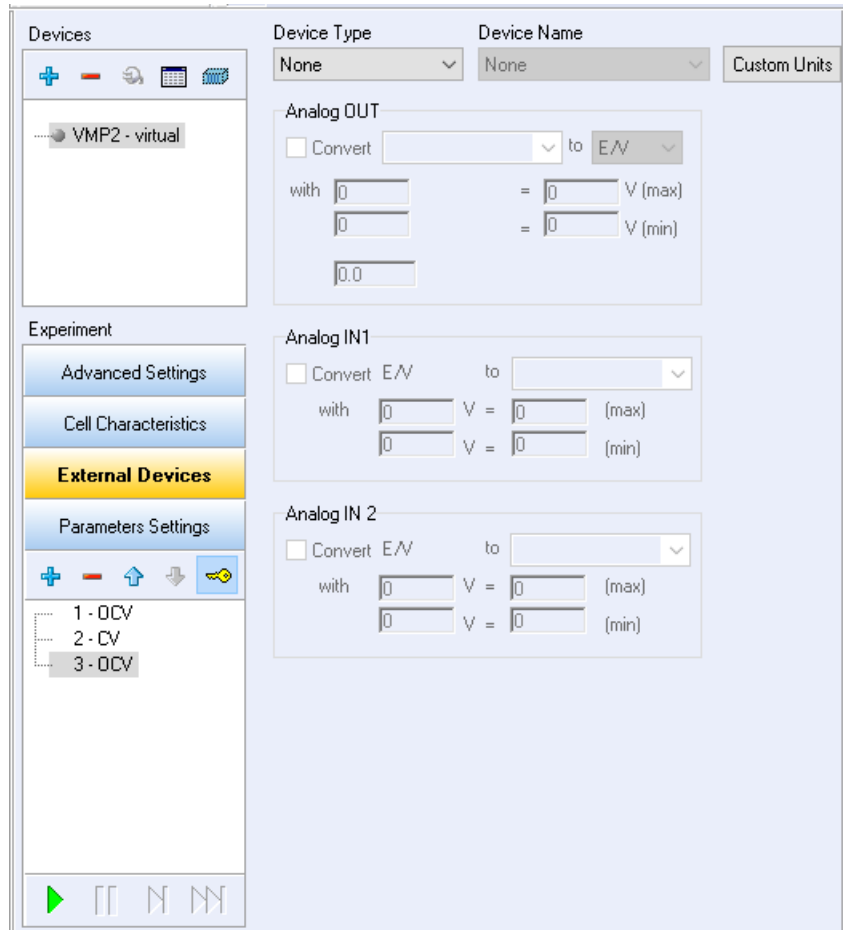 Devices
VMP2 - virtual
Experiment
Advanced Settings
Cell Characteristics
External Devices
Parameters Settings
1 - OCV
2 - CV
3 - OCV
Device Type Device Name
None None Custom Units
Analog OUT
Convert to E/V
with 0 = 0 V (max)
0 = 0 V (min)
0.0
Analog IN1
Convert E/V to
with 0 V = 0 (max)
0 V = 0 (min)
Analog IN 2
Convert E/V to
with 0 V = 0 (max)
0 V = 0 (min)